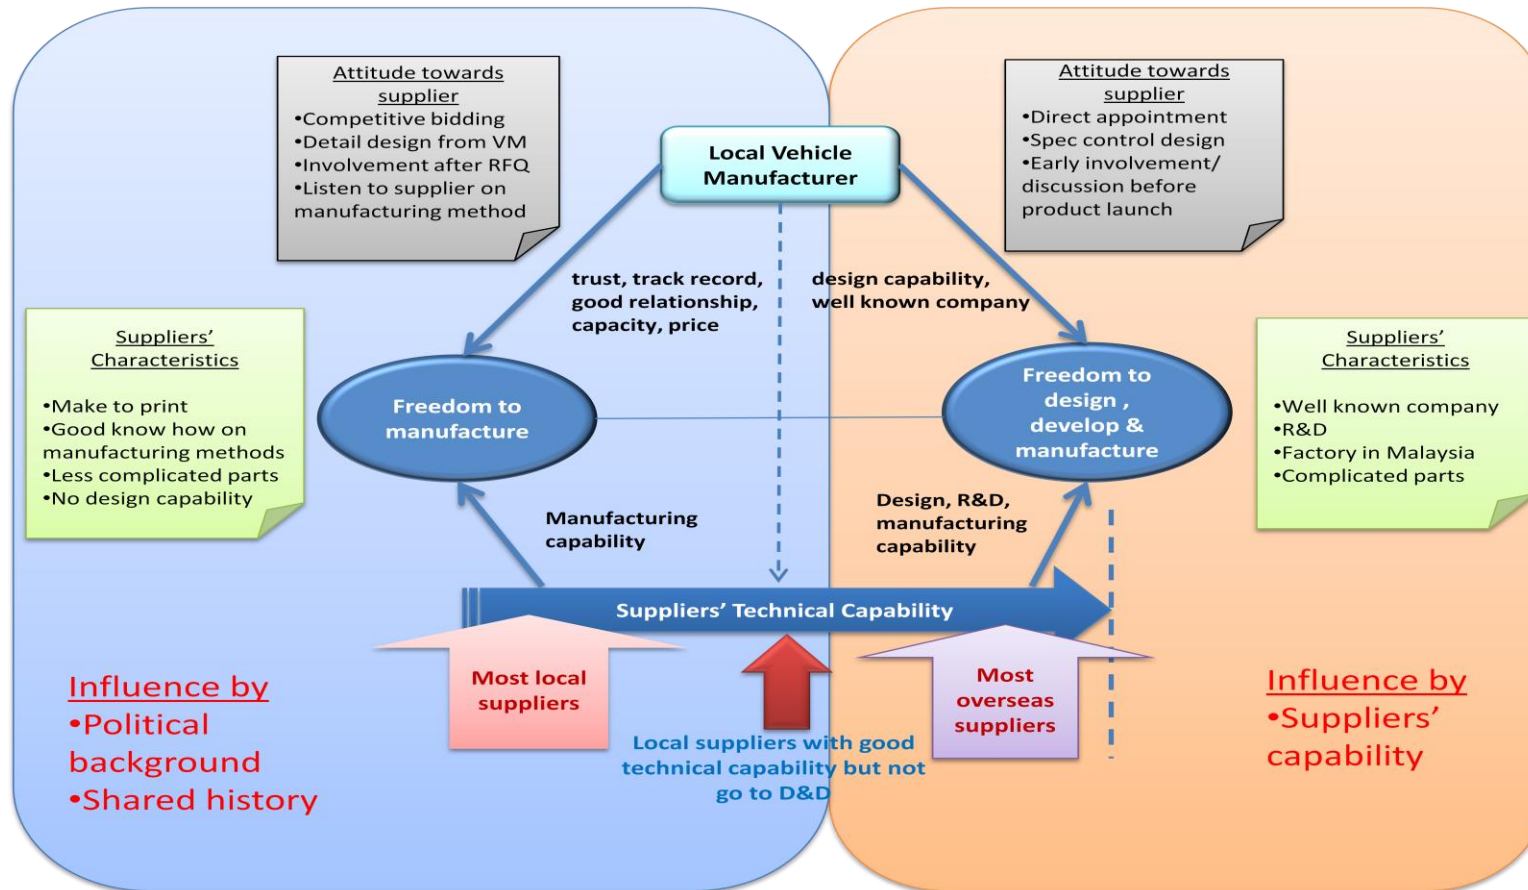 Attitude towards
supplier
•Competitive bidding
•Detail design from VM
•Involvement after RFQ
•Listen to supplier on
manufacturing method
Local Vehicle
Manufacturer
Attitude towards
supplier
•Direct appointment
•Spec control design
•Early involvement/
discussion before
product launch
trust, track record,
good relationship,
capacity, price
design capability,
well known company
Suppliers’
Characteristics
•Make to print
•Good know how on
manufacturing methods
•Less complicated parts
•No design capability
Freedom to
manufacture
Freedom to
design ,
develop &
manufacture
Suppliers’
Characteristics
•Well known company
•R&D
•Factory in Malaysia
•Complicated parts
Manufacturing
capability
Design, R&D,
manufacturing
capability
Suppliers’ Technical Capability
Most local
suppliers
Local suppliers with good
technical capability but not
go to D&D
Most
overseas
suppliers
Influence by
•Political
background
•Shared history
Influence by
•Suppliers’
capability